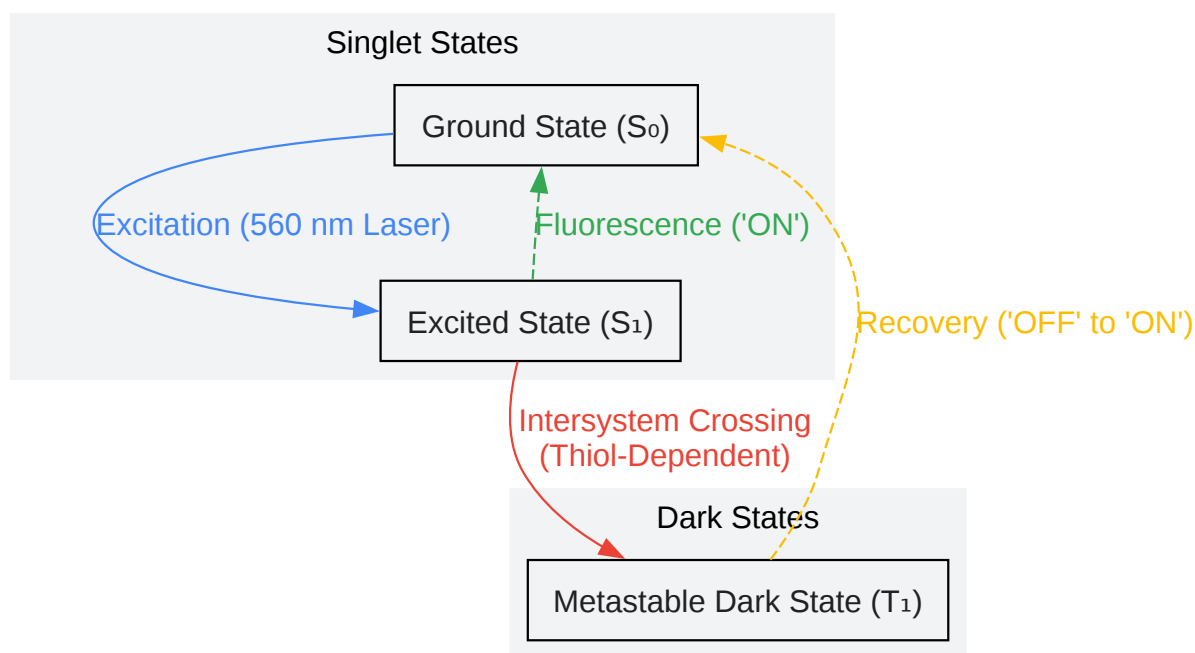 Singlet States
Ground State (S₀)
Excitation (560 nm Laser)
Fluorescence ('ON')
Excited State (S₁)
Recovery ('OFF' to 'ON')
Intersystem Crossing
(Thiol-Dependent)
Dark States
Metastable Dark State (T₁)